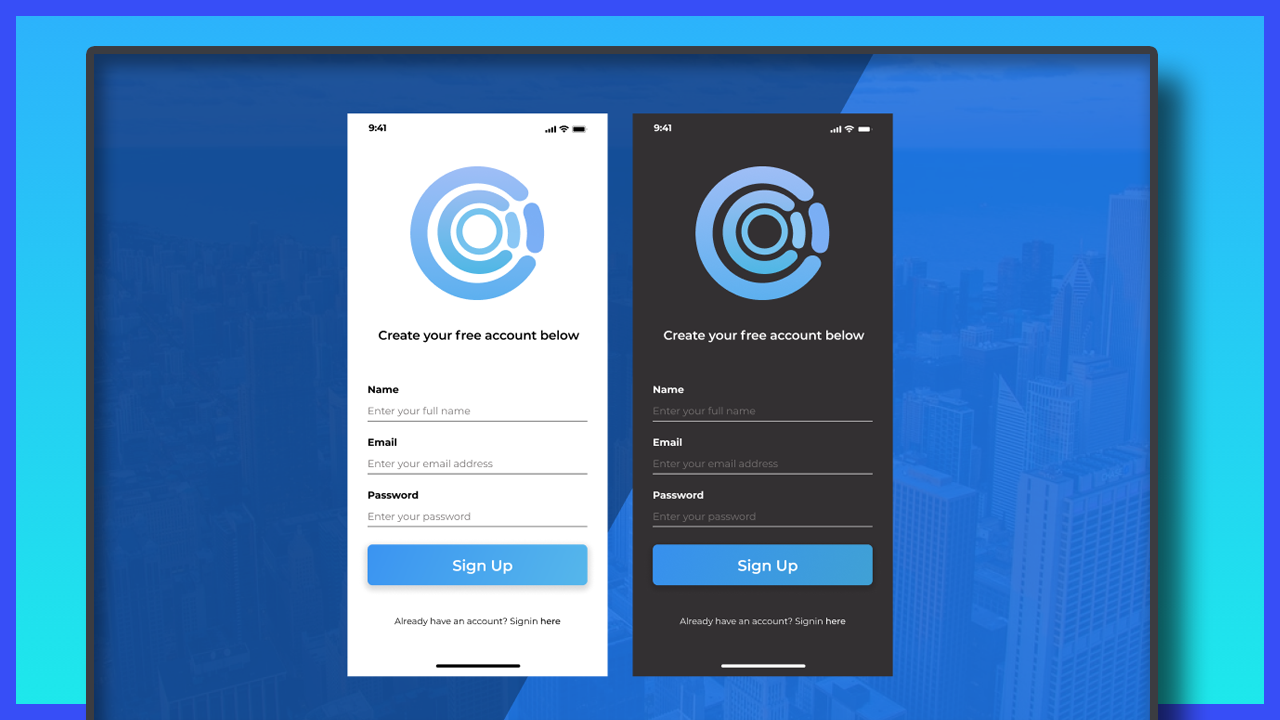 9:41
Create your free account below
Name
Enter your full name
Email
Enter your email address
Password
Enter your password
Sign Up
Already have an account? Signin here
9:41
Create your free account below
Name
Enter your full name
Email
Enter your email address
Password
Enter your password
Sign Up
Already have an account? Signin here